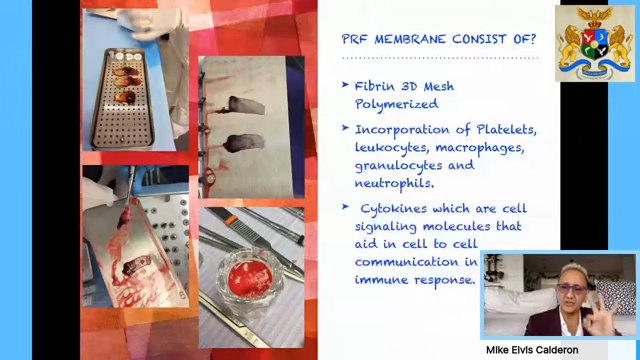 PRF MEMBRANE CONSIST OF?
➤ Fibrin 3D Mesh
Polymerized
➤ Incorporation of Platelets,
leukocytes, macrophages,
granulocytes and
neutrophils.
➤ Cytokines which are cell
signaling molecules that
aid in cell to cell
communication in
immune response.
Mike Elvis Calderon